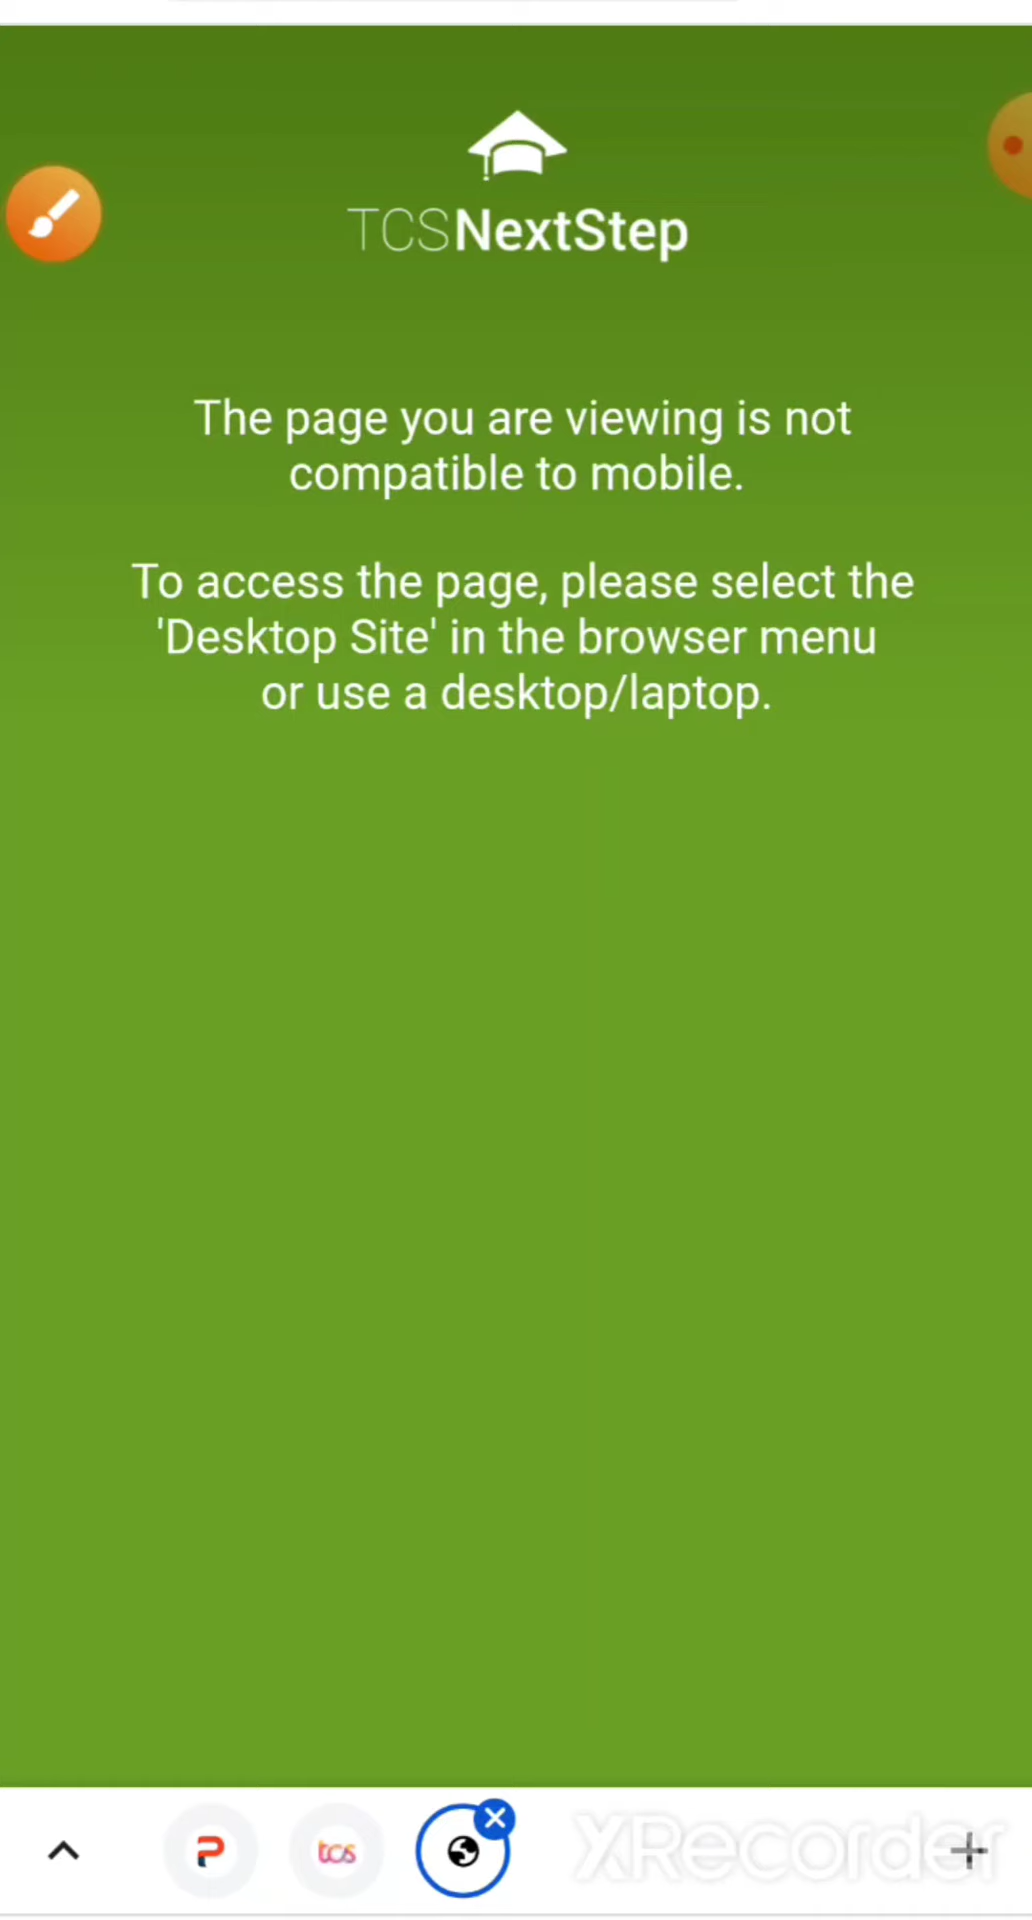 TCSNextStep
The page you are viewing is not
compatible to mobile.
To access the page, please select the
'Desktop Site' in the browser menu
or use a desktop/laptop.
P
tcs
XRecorder